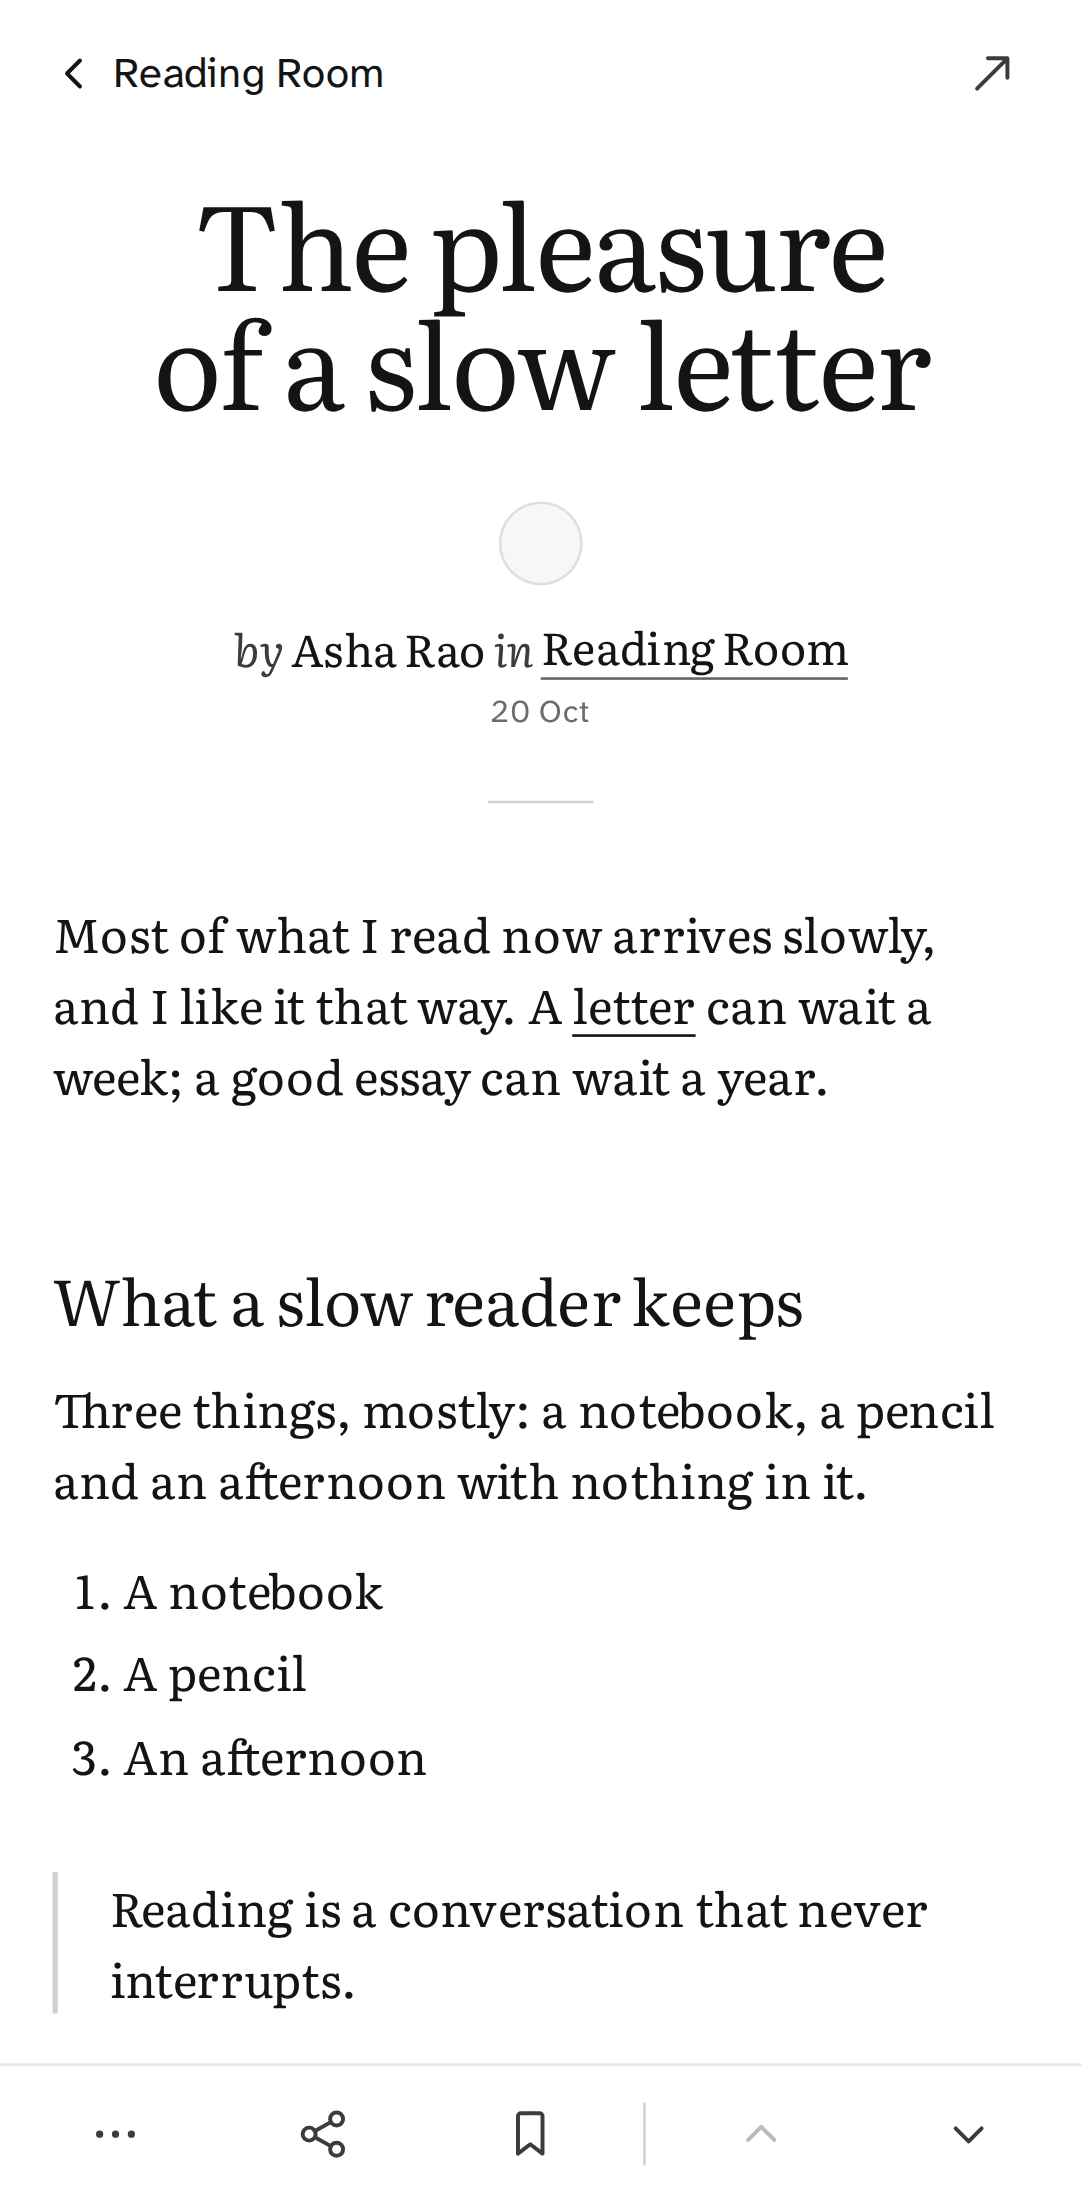 Reading Room
The pleasure
of a slow letter
by Asha Rao in Reading Room
20 Oct
Most of what I read now arrives slowly,
and I like it that way. A letter can wait a
week; a good essay can wait a year.
What a slow reader keeps
Three things, mostly: a notebook, a pencil
and an afternoon with nothing in it.
1. A notebook
2. A pencil
3. An afternoon
Reading is a conversation that never
interrupts.